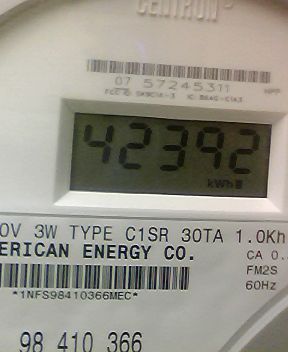 CENTRON
07 57245311
42392
kWh
0V 3W TYPE C1SR 30TA 1.0Kh
ERICAN ENERGY CO.
CA 0.
FM2S
60Hz
*1NFS98410366MEC*
98 410 366